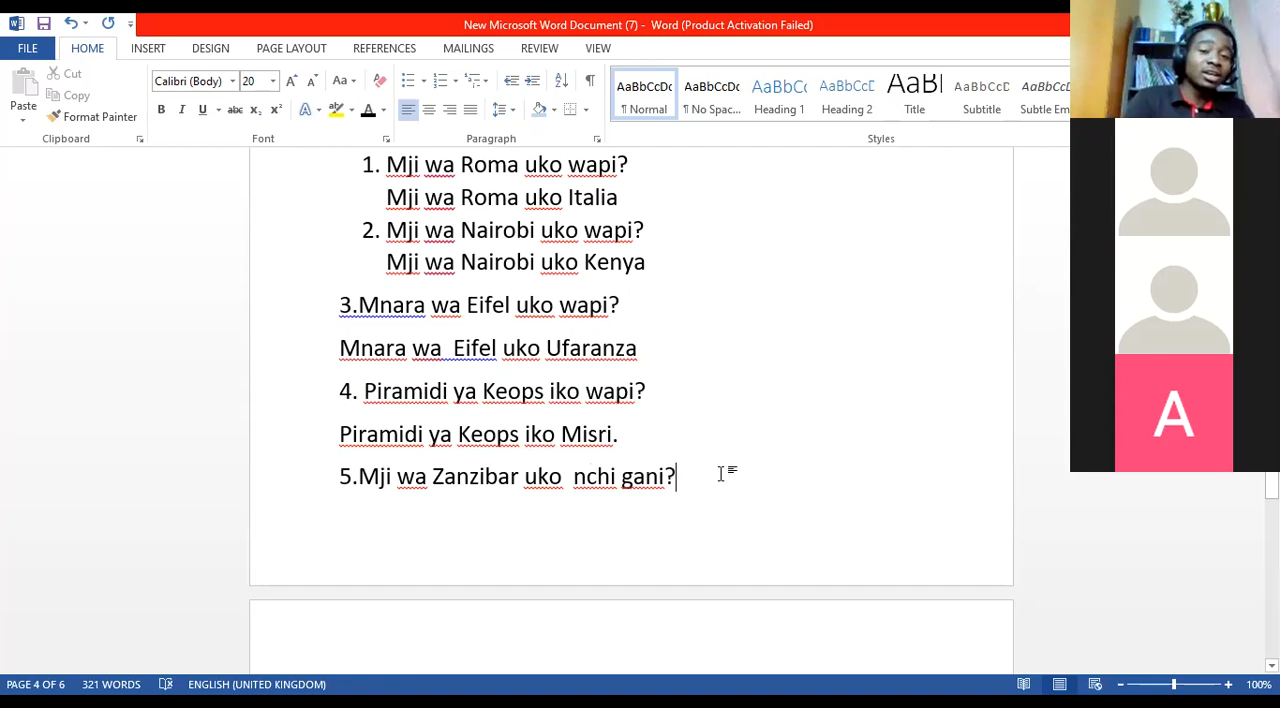 New Microsoft Word Document (7) - Word (Product Activation Failed)
FILE HOME INSERT DESIGN PAGE LAYOUT REFERENCES MAILINGS REVIEW VIEW
Paste
Cut
Copy
Format Painter
Clipboard
Calibri (Body) 20
Font
Paragraph
AaBbCcDc AaBbCcDc AaBbCc AaBbCcC AaBl AaBbCcD AaBbCcDt
¶ Normal ¶ No Spac... Heading 1 Heading 2 Title Subtitle Subtle Em
Styles
1. Mji wa Roma uko wapi?
Mji wa Roma uko Italia
2. Mji wa Nairobi uko wapi?
Mji wa Nairobi uko Kenya
3.Mnara wa Eifel uko wapi?
Mnara wa Eifel uko Ufaranza
4. Piramidi ya Keops iko wapi?
Piramidi ya Keops iko Misri.
5.Mji wa Zanzibar uko nchi gani?
A
PAGE 4 OF 6 321 WORDS ENGLISH (UNITED KINGDOM) 100%